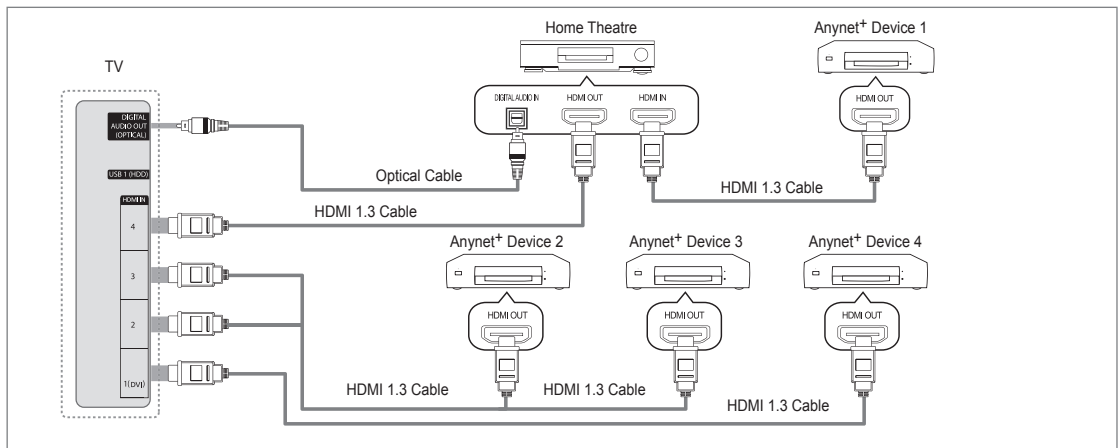 Home Theatre
Anynet+ Device 1
TV
DIGITAL AUDIO IN
HDMI OUT
HDMI IN
HDMI OUT
DIGITAL
AUDIO OUT
(OPTICAL)
USB 1 (HDD)
Optical Cable
HDMI 1.3 Cable
HDMI IN
HDMI 1.3 Cable
4
Anynet+ Device 2
Anynet+ Device 3
Anynet+ Device 4
3
HDMI OUT
HDMI OUT
HDMI OUT
2
1(DVI)
HDMI 1.3 Cable
HDMI 1.3 Cable
HDMI 1.3 Cable